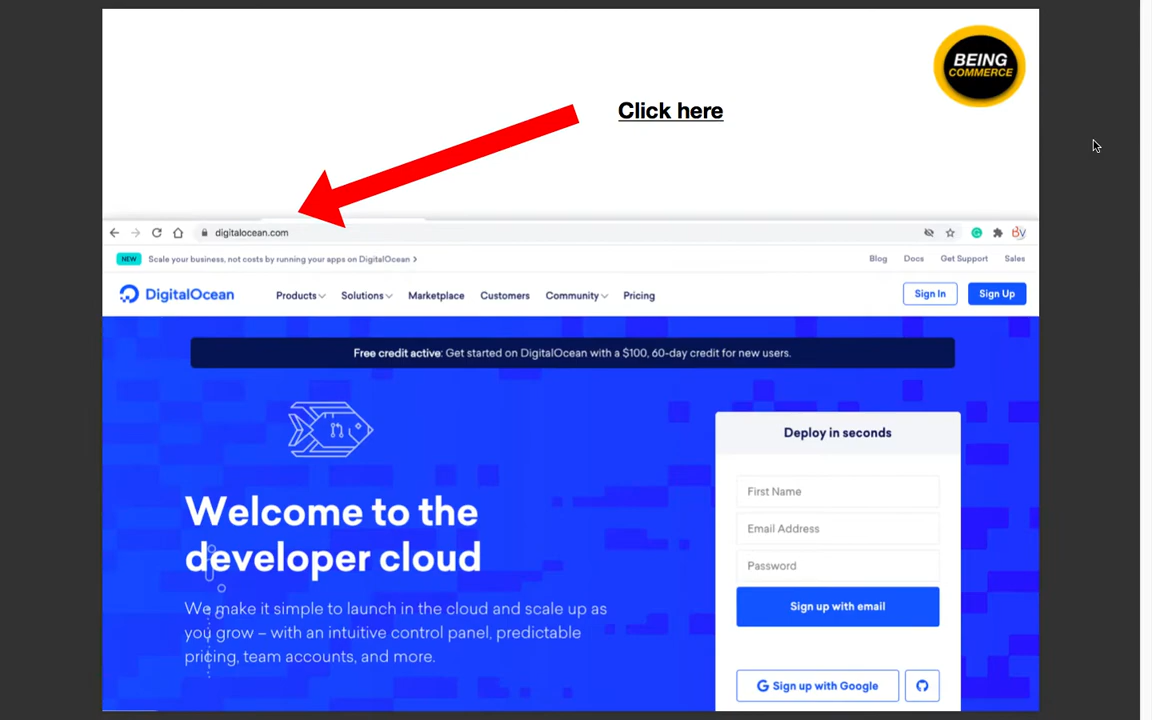 BEING
COMMERCE
Click here
digitalocean.com
NEW Scale your business, not costs by running your apps on DigitalOcean >
Blog Docs Get Support Sales
DigitalOcean Products Solutions Marketplace Customers Community Pricing Sign In Sign Up
Free credit active: Get started on DigitalOcean with a $100, 60-day credit for new users.
Welcome to the
developer cloud
We make it simple to launch in the cloud and scale up as
you grow – with an intuitive control panel, predictable
pricing, team accounts, and more.
Deploy in seconds
First Name
Email Address
Password
Sign up with email
G Sign up with Google